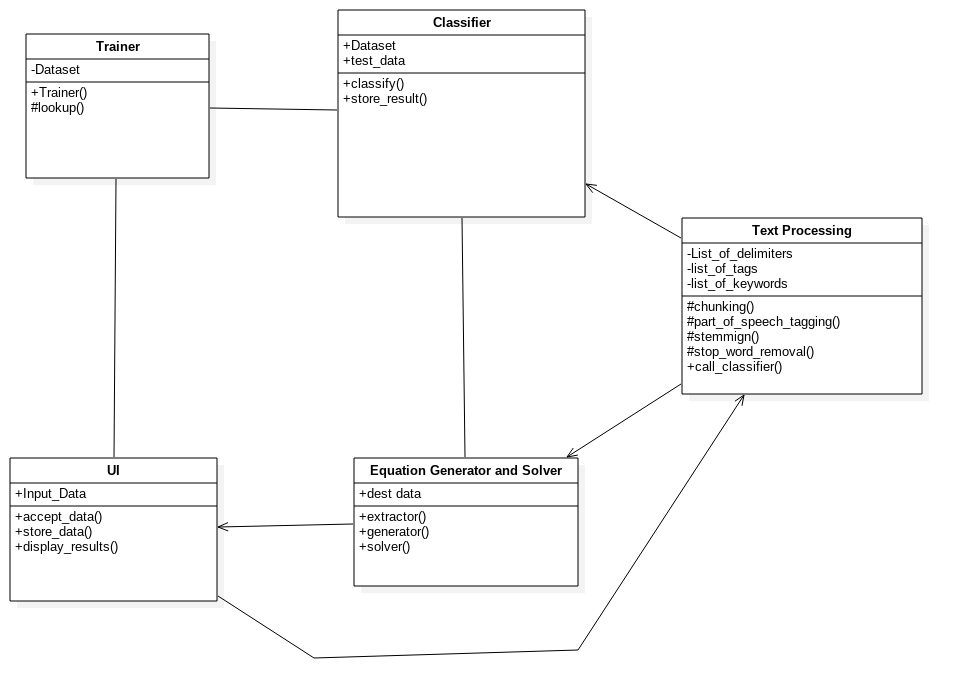 Trainer
-Dataset
+Trainer()
#lookup()
Classifier
+Dataset
+test_data
+classify()
+store_result()
Text Processing
-List_of_delimiters
-list_of_tags
-list_of_keywords
#chunking()
#part_of_speech_tagging()
#stemmign()
#stop_word_removal()
+call_classifier()
UI
+Input_Data
+accept_data()
+store_data()
+display_results()
Equation Generator and Solver
+dest data
+extractor()
+generator()
+solver()